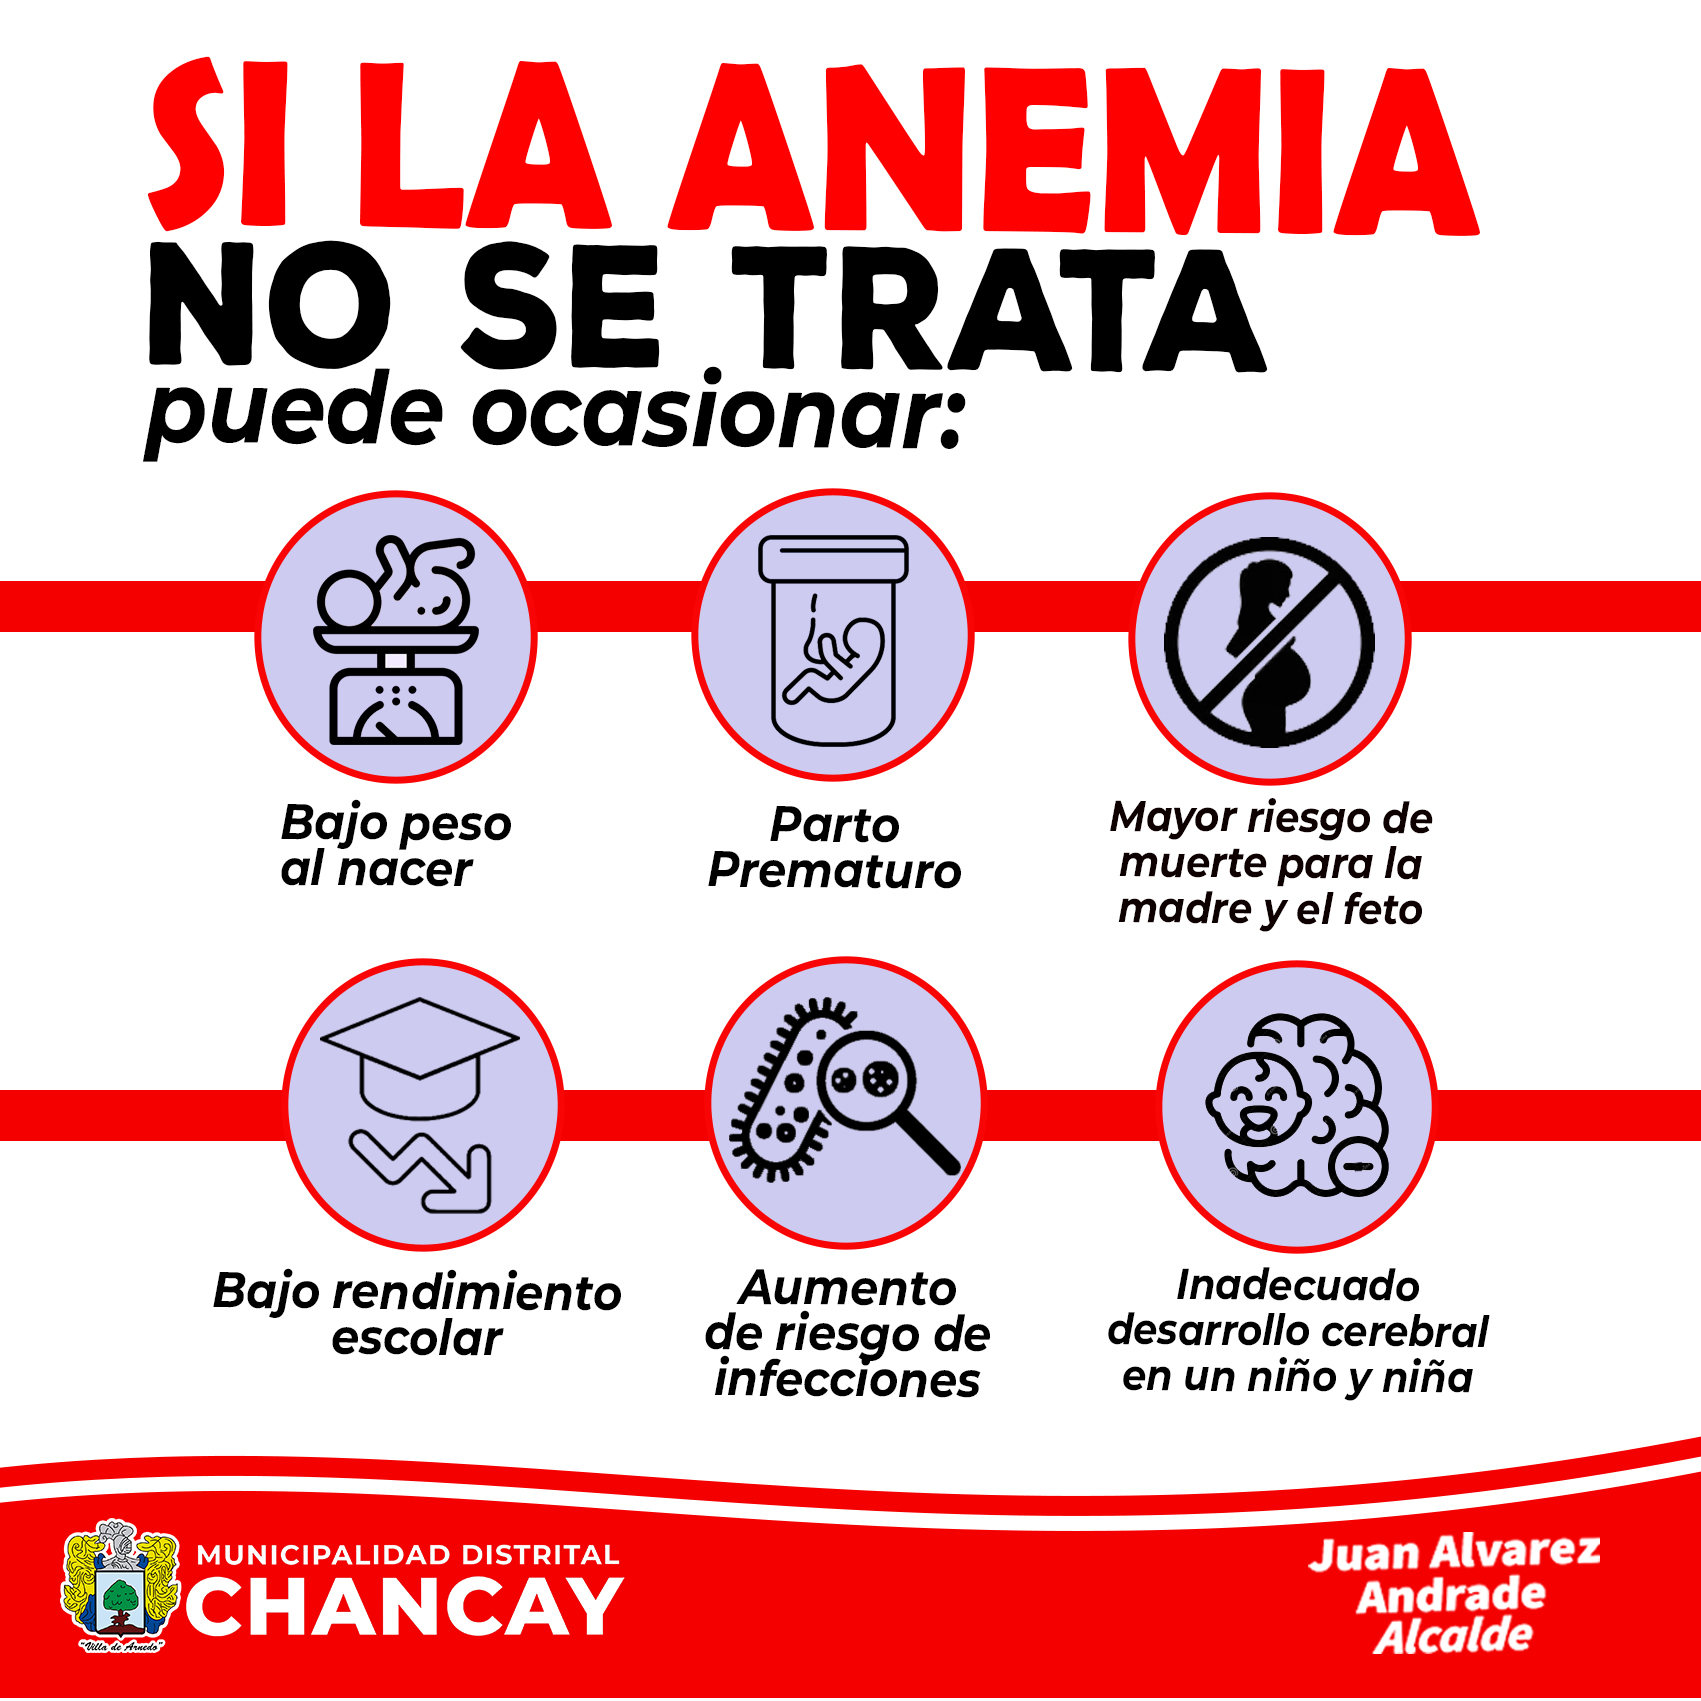 SI LA ANEMIA
NO SE TRATA
puede ocasionar:
Bajo peso
al nacer
Parto
Prematuro
Mayor riesgo de
muerte para la
madre y el feto
Bajo rendimiento
escolar
Aumento
de riesgo de
infecciones
Inadecuado
desarrollo cerebral
en un niño y niña
"Villa de Arnedo"
MUNICIPALIDAD DISTRITAL
CHANCAY
Juan Alvarez
Andrade
Alcalde